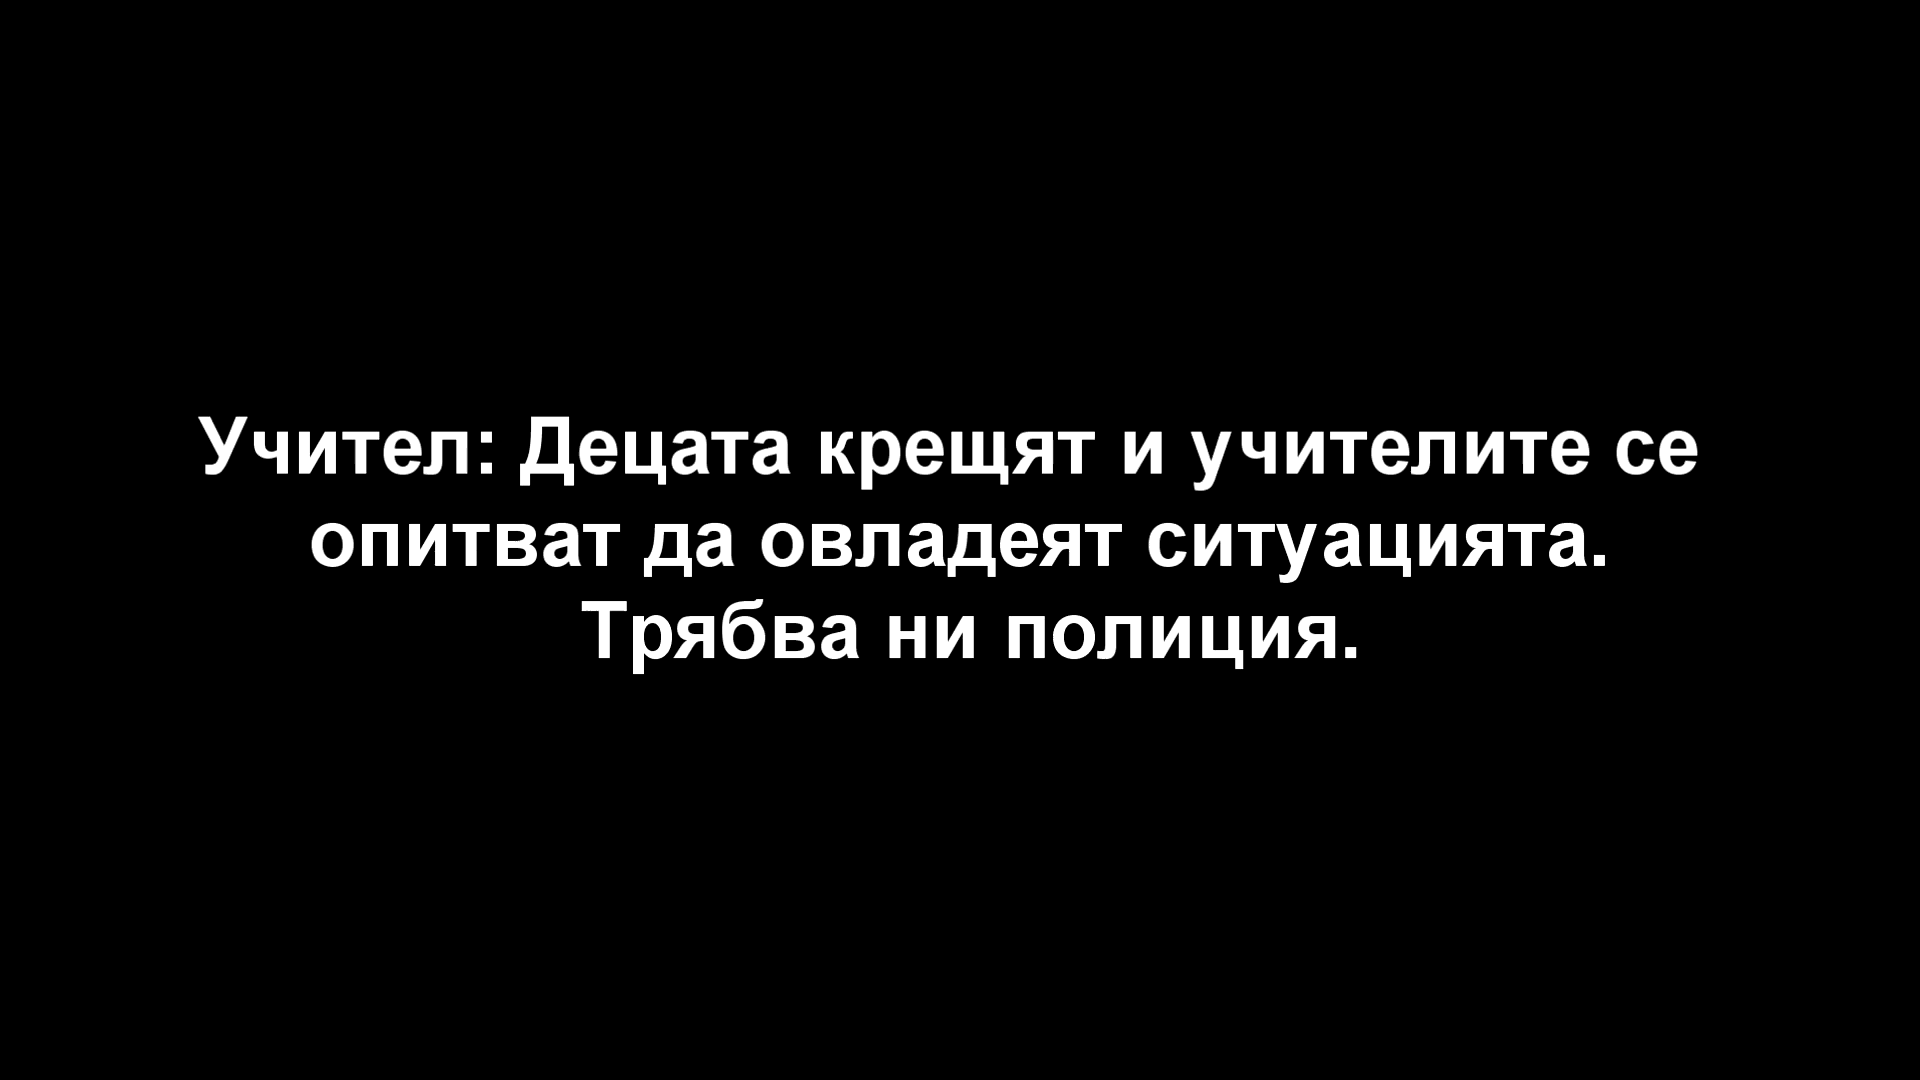 Учител: Децата крещят и учителите се
опитват да овладеят ситуацията.
Трябва ни полиция.